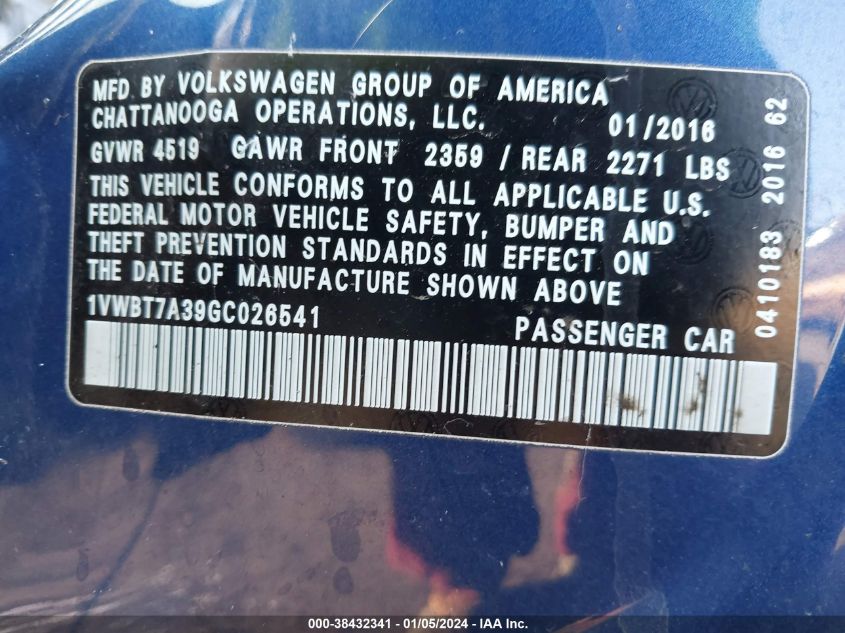 MFD BY VOLKSWAGEN GROUP OF AMERICA
CHATTANOOGA OPERATIONS, LLC. 01/2016
GVWR 4519 GAWR FRONT 2359 / REAR 2271 LBS
THIS VEHICLE CONFORMS TO ALL APPLICABLE U.S.
FEDERAL MOTOR VEHICLE SAFETY, BUMPER AND
THEFT PREVENTION STANDARDS IN EFFECT ON
THE DATE OF MANUFACTURE SHOWN ABOVE
1VWBT7A39GC026541 PASSENGER CAR
0410183 2016 62
000-38432341 - 01/05/2024 - IAA Inc.